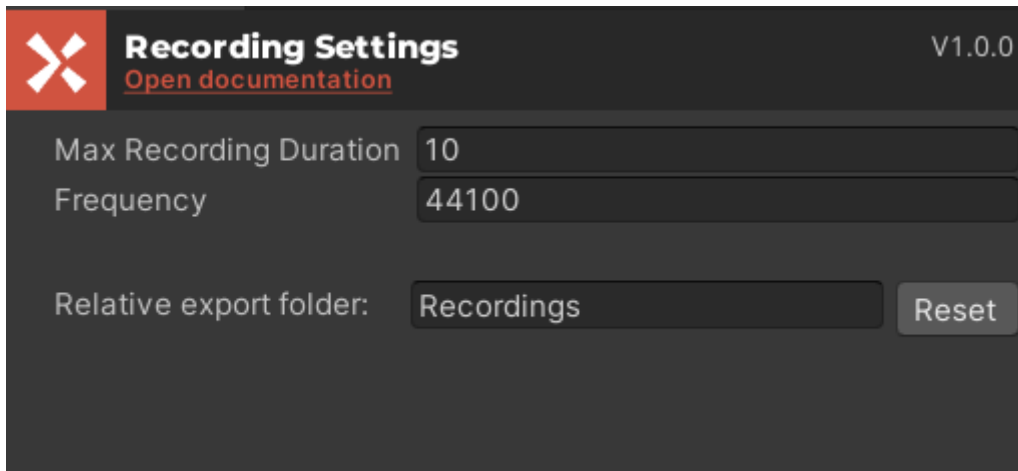 Recording Settings V1.0.0
Open documentation
Max Recording Duration 10
Frequency 44100
Relative export folder: Recordings Reset